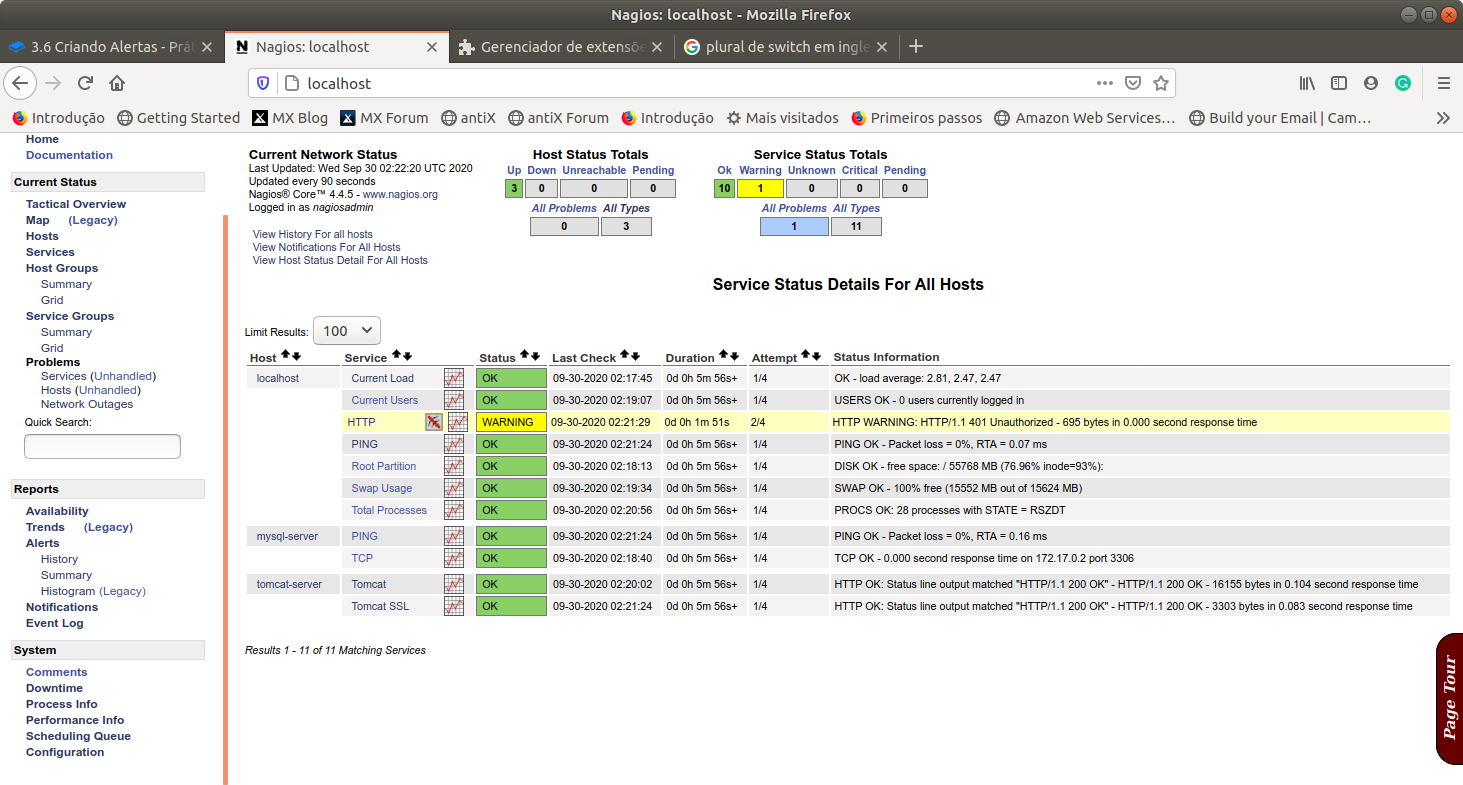 Nagios: localhost - Mozilla Firefox
3.6 Criando Alertas - Prát
Nagios: localhost
Gerenciador de extensõe
plural de switch em ingle
localhost
Introdução
Getting Started
MX Blog
MX Forum
antiX
antiX Forum
Introdução
Mais visitados
Primeiros passos
Amazon Web Services…
Build your Email | Cam…
Home
Documentation
Current Status
Tactical Overview
Map (Legacy)
Hosts
Services
Host Groups
Summary
Grid
Service Groups
Summary
Grid
Problems
Services (Unhandled)
Hosts (Unhandled)
Network Outages
Quick Search:
Reports
Availability
Trends (Legacy)
Alerts
History
Summary
Histogram (Legacy)
Notifications
Event Log
System
Comments
Downtime
Process Info
Performance Info
Scheduling Queue
Configuration
Current Network Status
Last Updated: Wed Sep 30 02:22:20 UTC 2020
Updated every 90 seconds
Nagios® Core™ 4.4.5 - www.nagios.org
Logged in as nagiosadmin
View History For all hosts
View Notifications For All Hosts
View Host Status Detail For All Hosts
Host Status Totals
Up Down Unreachable Pending
3 0 0 0
All Problems All Types
0 3
Service Status Totals
Ok Warning Unknown Critical Pending
10 1 0 0 0
All Problems All Types
1 11
Service Status Details For All Hosts
Limit Results: 100
Host Service Status Last Check Duration Attempt Status Information
localhost Current Load OK 09-30-2020 02:17:45 0d 0h 5m 56s+ 1/4 OK - load average: 2.81, 2.47, 2.47
Current Users OK 09-30-2020 02:19:07 0d 0h 5m 56s+ 1/4 USERS OK - 0 users currently logged in
HTTP WARNING 09-30-2020 02:21:29 0d 0h 1m 51s 2/4 HTTP WARNING: HTTP/1.1 401 Unauthorized - 695 bytes in 0.000 second response time
PING OK 09-30-2020 02:21:24 0d 0h 5m 56s+ 1/4 PING OK - Packet loss = 0%, RTA = 0.07 ms
Root Partition OK 09-30-2020 02:18:13 0d 0h 5m 56s+ 1/4 DISK OK - free space: / 55768 MB (76.96% inode=93%):
Swap Usage OK 09-30-2020 02:19:34 0d 0h 5m 56s+ 1/4 SWAP OK - 100% free (15552 MB out of 15624 MB)
Total Processes OK 09-30-2020 02:20:56 0d 0h 5m 56s+ 1/4 PROCS OK: 28 processes with STATE = RSZDT
mysql-server PING OK 09-30-2020 02:21:24 0d 0h 5m 56s+ 1/4 PING OK - Packet loss = 0%, RTA = 0.16 ms
TCP OK 09-30-2020 02:18:40 0d 0h 5m 56s+ 1/4 TCP OK - 0.000 second response time on 172.17.0.2 port 3306
tomcat-server Tomcat OK 09-30-2020 02:20:02 0d 0h 5m 56s+ 1/4 HTTP OK: Status line output matched "HTTP/1.1 200 OK" - HTTP/1.1 200 OK - 16155 bytes in 0.104 second response time
Tomcat SSL OK 09-30-2020 02:21:24 0d 0h 5m 56s+ 1/4 HTTP OK: Status line output matched "HTTP/1.1 200 OK" - HTTP/1.1 200 OK - 3303 bytes in 0.083 second response time
Results 1 - 11 of 11 Matching Services
Page Tour